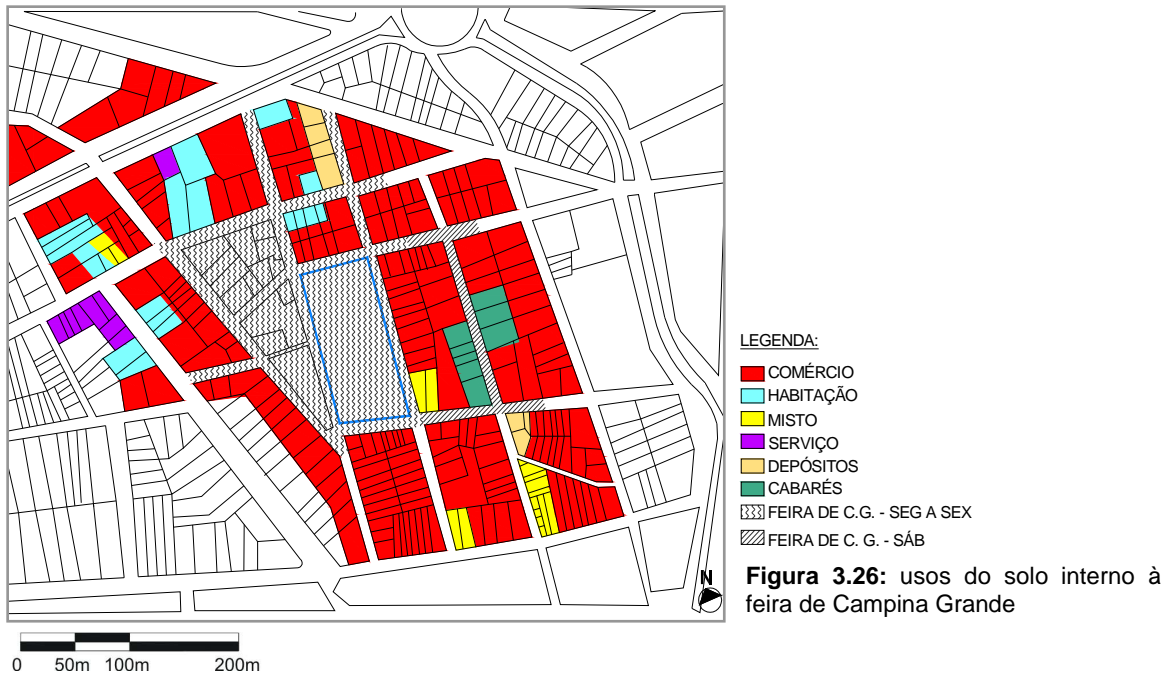 LEGENDA:
COMÉRCIO
HABITAÇÃO
MISTO
SERVIÇO
DEPÓSITOS
CABARÉS
FEIRA DE C.G. - SEG A SEX
FEIRA DE C. G. - SÁB
N
Figura 3.26: usos do solo interno à
feira de Campina Grande
0 50m 100m 200m